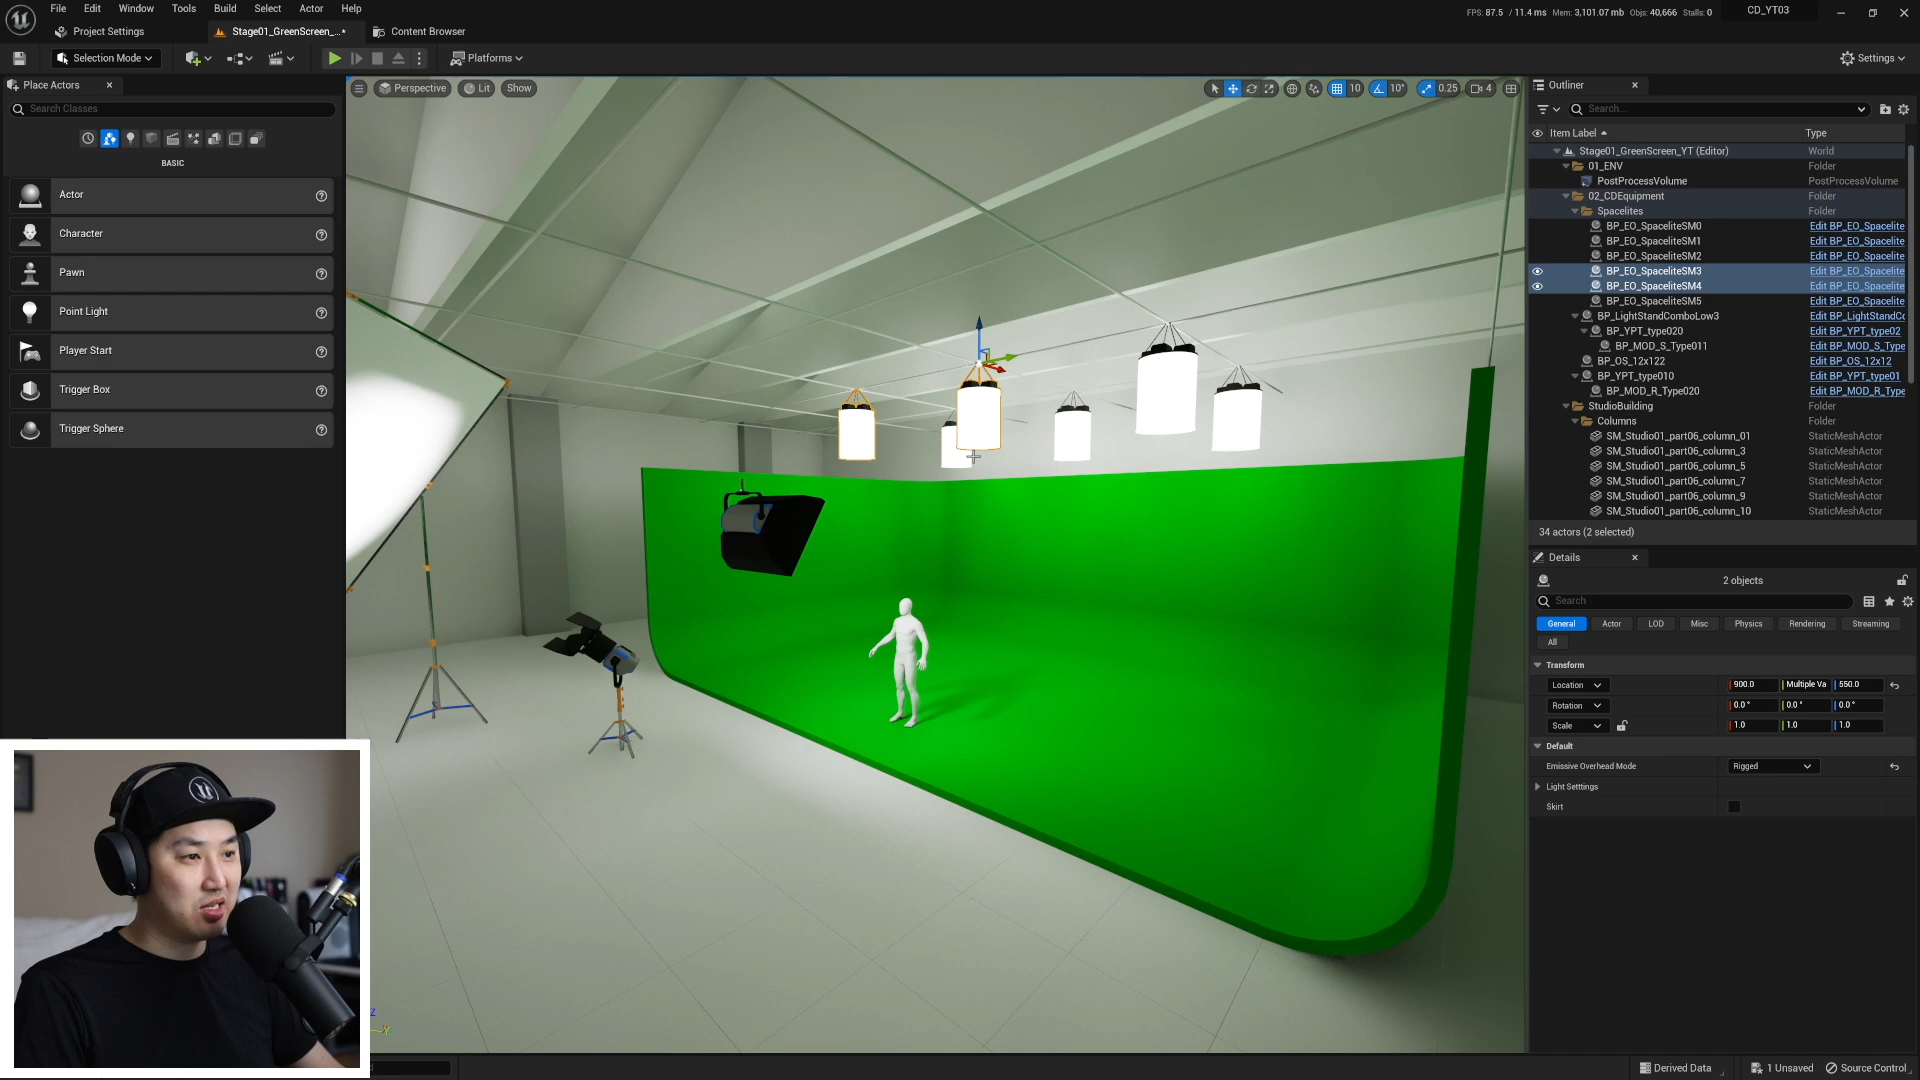 File Edit Window Tools Build Select Actor Help
FPS: 87.5 / 11.4 ms Mem: 3,101.07 mb Objs: 40,666 Stalls: 0 CD_YT03
Project Settings Stage01_GreenScreen_...* Content Browser
Selection Mode Platforms Settings
Place Actors
Search Classes
BASIC
Actor
Character
Pawn
Point Light
Player Start
Trigger Box
Trigger Sphere
Perspective Lit Show
10 10° 0.25 4
Outliner
Search...
Item Label Type
Stage01_GreenScreen_YT (Editor) World
01_ENV Folder
PostProcessVolume PostProcessVolume
02_CDEquipment Folder
Spacelites Folder
BP_EO_SpaceliteSM0 Edit BP_EO_Spacelite
BP_EO_SpaceliteSM1 Edit BP_EO_Spacelite
BP_EO_SpaceliteSM2 Edit BP_EO_Spacelite
BP_EO_SpaceliteSM3 Edit BP_EO_Spacelite
BP_EO_SpaceliteSM4 Edit BP_EO_Spacelite
BP_EO_SpaceliteSM5 Edit BP_EO_Spacelite
BP_LightStandComboLow3 Edit BP_LightStandCo
BP_YPT_type020 Edit BP_YPT_type02
BP_MOD_S_Type011 Edit BP_MOD_S_Type
BP_OS_12x122 Edit BP_OS_12x12
BP_YPT_type010 Edit BP_YPT_type01
BP_MOD_R_Type020 Edit BP_MOD_R_Type
StudioBuilding Folder
Columns Folder
SM_Studio01_part06_column_01 StaticMeshActor
SM_Studio01_part06_column_3 StaticMeshActor
SM_Studio01_part06_column_5 StaticMeshActor
SM_Studio01_part06_column_7 StaticMeshActor
SM_Studio01_part06_column_9 StaticMeshActor
SM_Studio01_part06_column_10 StaticMeshActor
34 actors (2 selected)
Details
2 objects
Search
General Actor LOD Misc Physics Rendering Streaming
All
Transform
Location 900.0 Multiple Va 550.0
Rotation 0.0° 0.0° 0.0°
Scale 1.0 1.0 1.0
Default
Emissive Overhead Mode Rigged
Light Setttings
Skirt
Z
Y
Derived Data 1 Unsaved Source Control